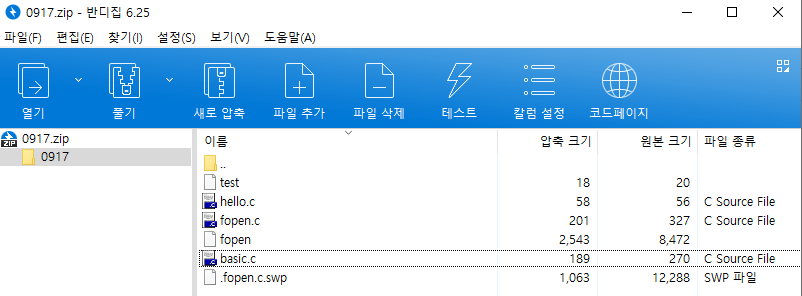 0917.zip - 반디집 6.25
파일(F) 편집(E) 찾기(I) 설정(S) 보기(V) 도움말(A)
열기 풀기 새로 압축 파일 추가 파일 삭제 테스트 칼럼 설정 코드페이지
0917.zip
0917
이름 압축 크기 원본 크기 파일 종류
..
test 18 20
hello.c 58 56 C Source File
fopen.c 201 327 C Source File
fopen 2,543 8,472
basic.c 189 270 C Source File
.fopen.c.swp 1,063 12,288 SWP 파일